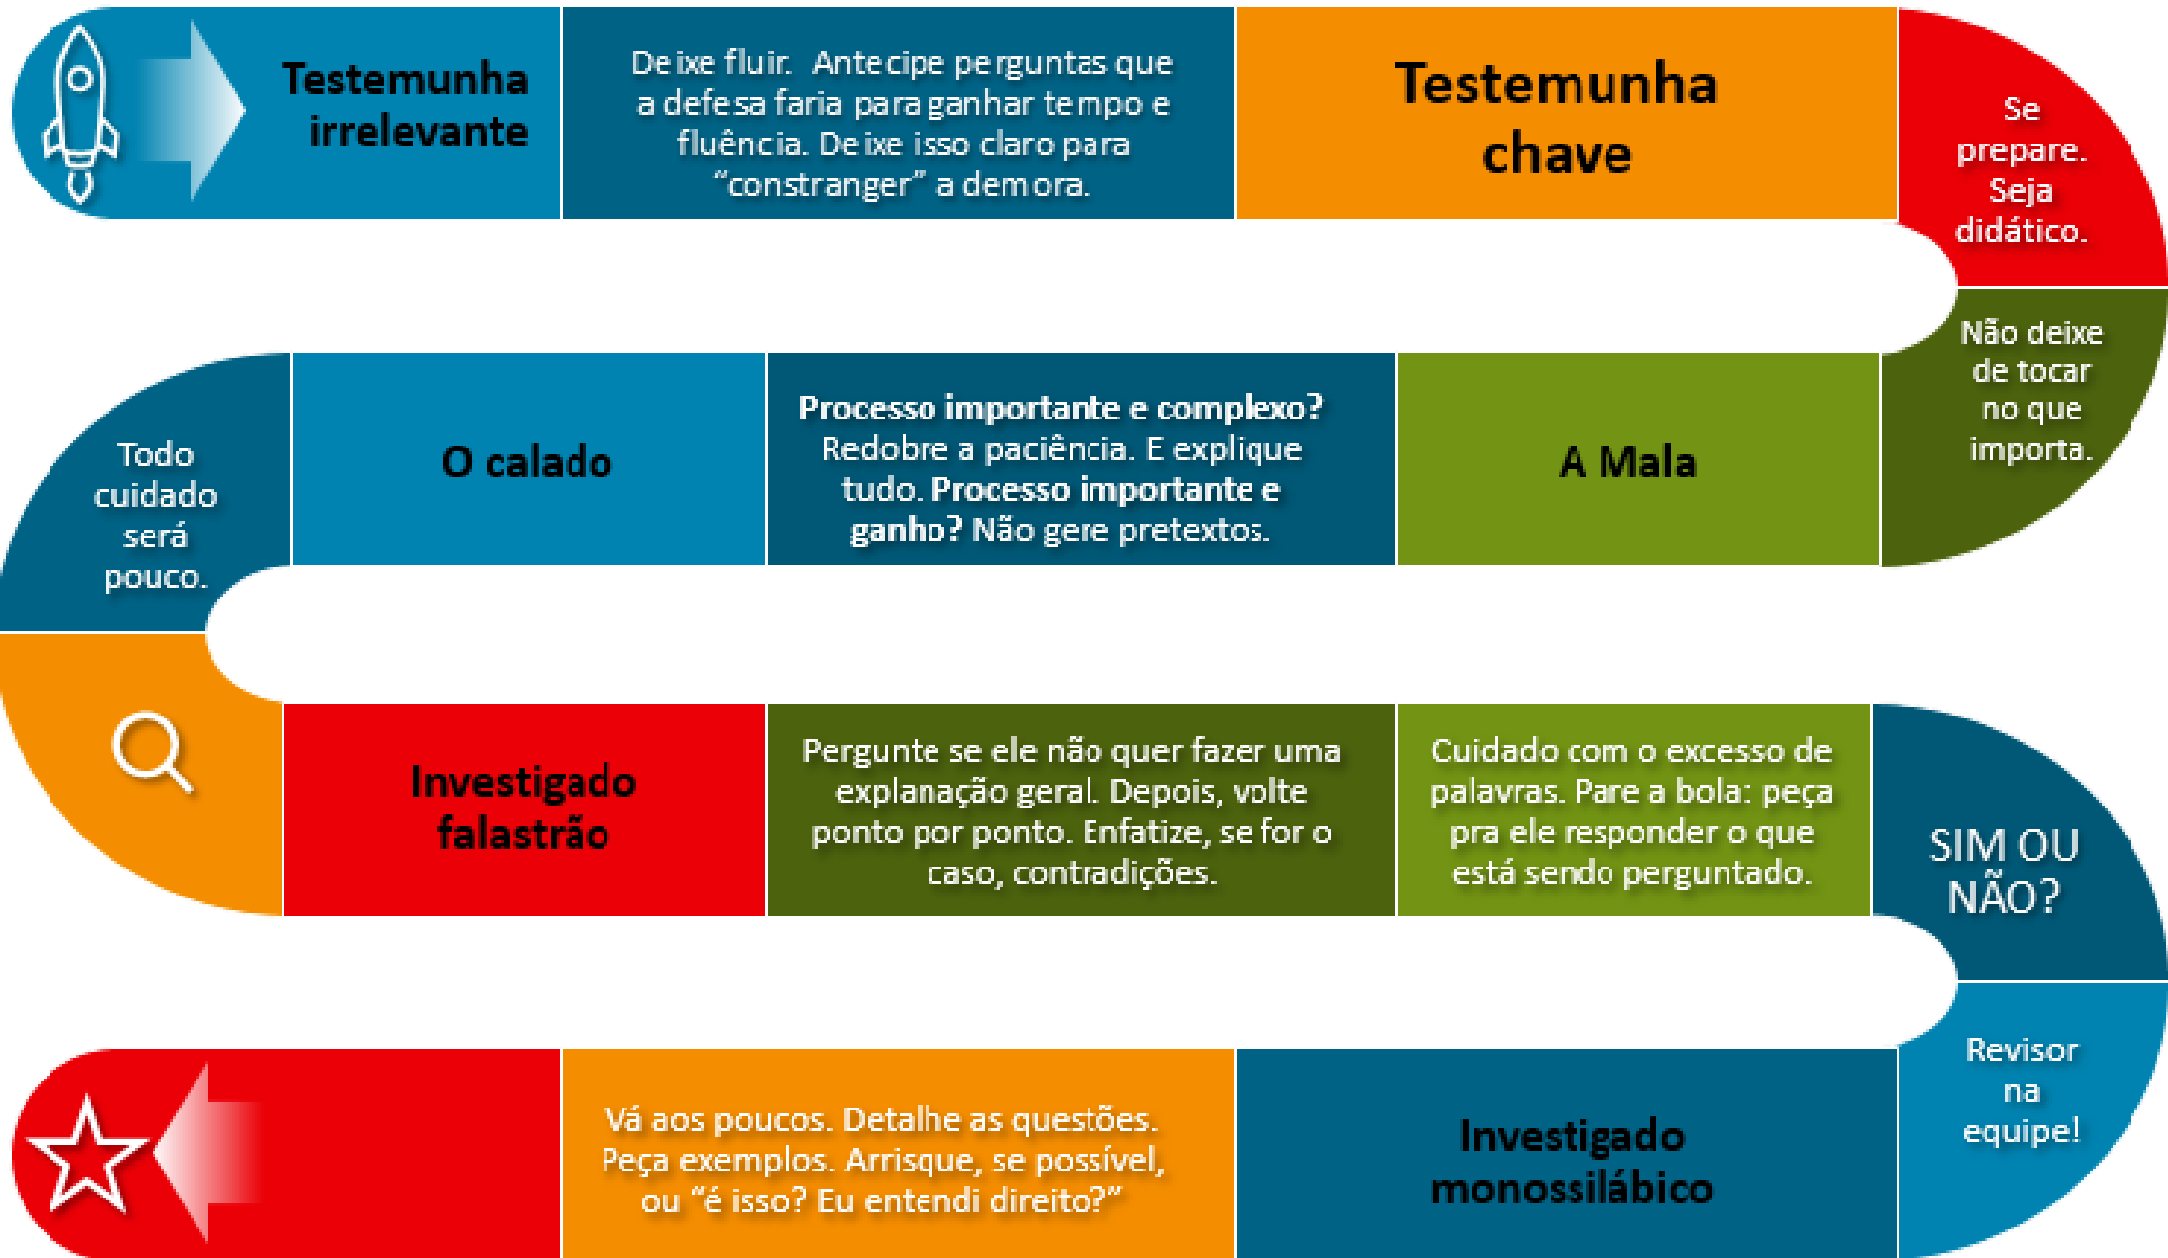 Testemunha
irrelevante
Deixe fluir.  Antecipe perguntas que
a defesa faria para ganhar tempo e
fluência. Deixe isso claro para
“constranger” a demora.
Testemunha
chave
Se
prepare.
Seja
didático.
Não deixe
de tocar
no que
importa.
A Mala
Processo importante e complexo?
Redobre a paciência. E explique
tudo. Processo importante e
ganho? Não gere pretextos.
O calado
Todo
cuidado
será
pouco.
Investigado
falastrão
Pergunte se ele não quer fazer uma
explanação geral. Depois, volte
ponto por ponto. Enfatize, se for o
caso, contradições.
Cuidado com o excesso de
palavras. Pare a bola: peça
pra ele responder o que
está sendo perguntado.
SIM OU
NÃO?
Revisor
na
equipe!
Investigado
monossilábico
Vá aos poucos. Detalhe as questões.
Peça exemplos. Arrisque, se possível,
ou “é isso? Eu entendi direito?”